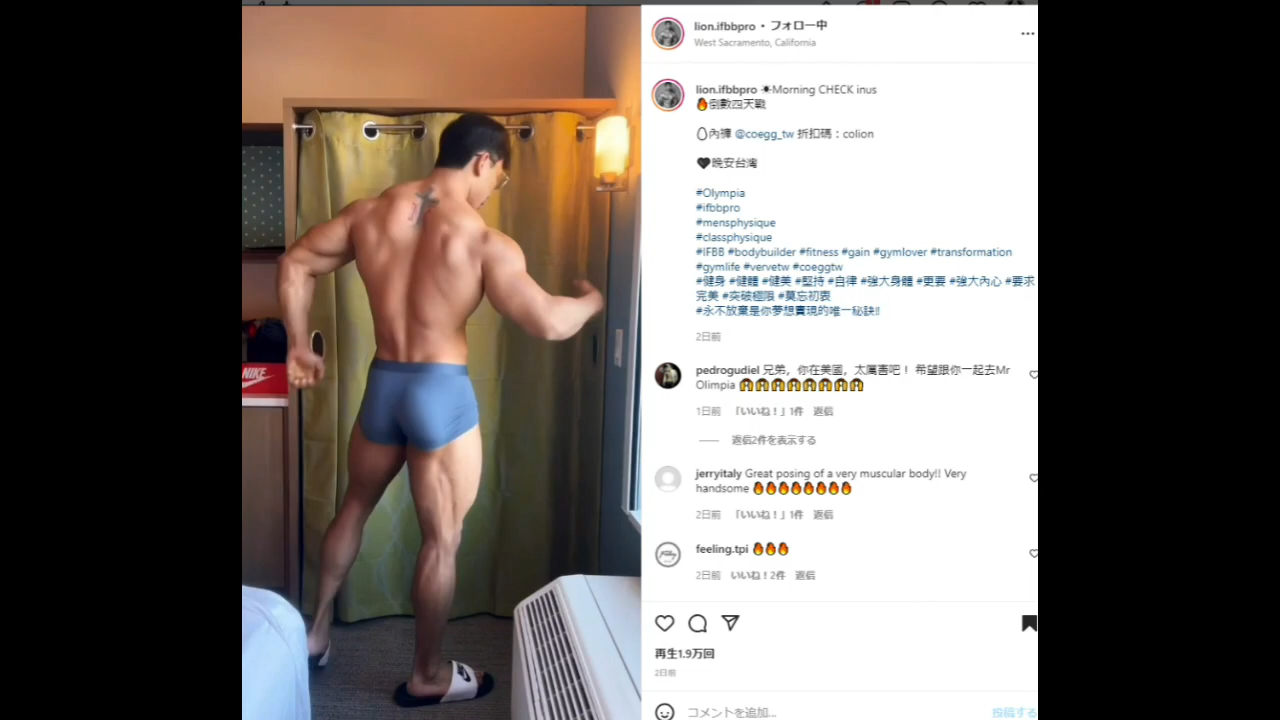 lion.ifbbpro • フォロー中
West Sacramento, California
lion.ifbbpro ☀Morning CHECK inus
🔥倒數四天戰
🥚內褲 @coegg_tw 折扣碼：colion
🖤晚安台灣
#Olympia
#ifbbpro
#mensphysique
#classphysique
#IFBB #bodybuilder #fitness #gain #gymlover #transformation
#gymlife #vervetw #coeggtw
#健身 #健體 #健美 #堅持 #自律 #強大身體 #更要 #強大內心 #要求
完美 #突破極限 #莫忘初衷
#永不放棄是你夢想實現的唯一秘訣!!
2日前
pedrogudiel 兄弟，你在美國，太厲害吧！ 希望跟你一起去Mr
Olimpia 🙌🙌🙌🙌🙌🙌🙌🙌
1日前 「いいね！」1件 返信
返信2件を表示する
jerryitaly Great posing of a very muscular body!! Very
handsome 🔥🔥🔥🔥🔥🔥🔥🔥
2日前 「いいね！」1件 返信
feeling.tpi 🔥🔥🔥
2日前 いいね！2件 返信
再生1.9万回
2日前
コメントを追加...
投稿する
NIKE